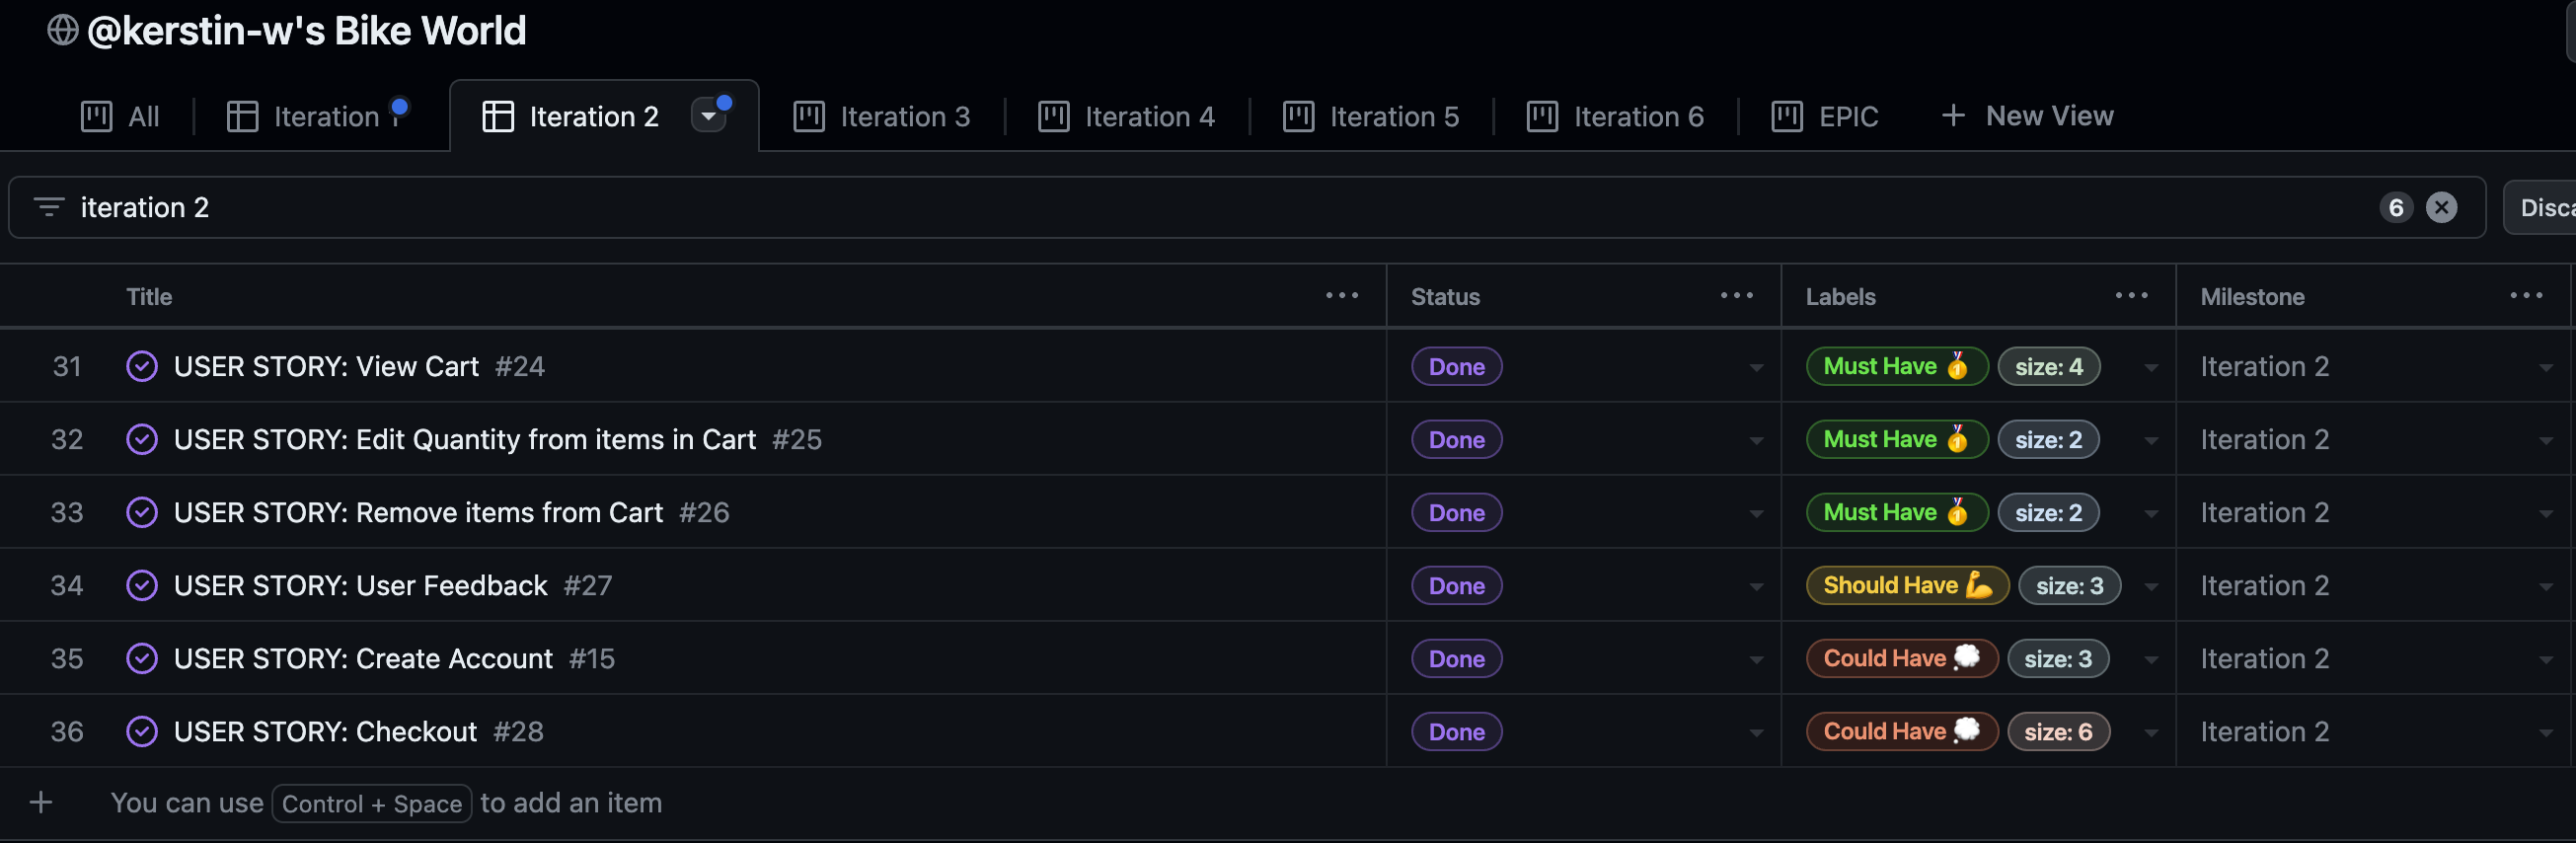 @kerstin-w's Bike World
All Iteration 1 Iteration 2 Iteration 3 Iteration 4 Iteration 5 Iteration 6 EPIC + New View
iteration 2 6
Title Status Labels Milestone
31 USER STORY: View Cart #24 Done Must Have 🥇 size: 4 Iteration 2
32 USER STORY: Edit Quantity from items in Cart #25 Done Must Have 🥇 size: 2 Iteration 2
33 USER STORY: Remove items from Cart #26 Done Must Have 🥇 size: 2 Iteration 2
34 USER STORY: User Feedback #27 Done Should Have 💪 size: 3 Iteration 2
35 USER STORY: Create Account #15 Done Could Have 💭 size: 3 Iteration 2
36 USER STORY: Checkout #28 Done Could Have 💭 size: 6 Iteration 2
+ You can use Control + Space to add an item